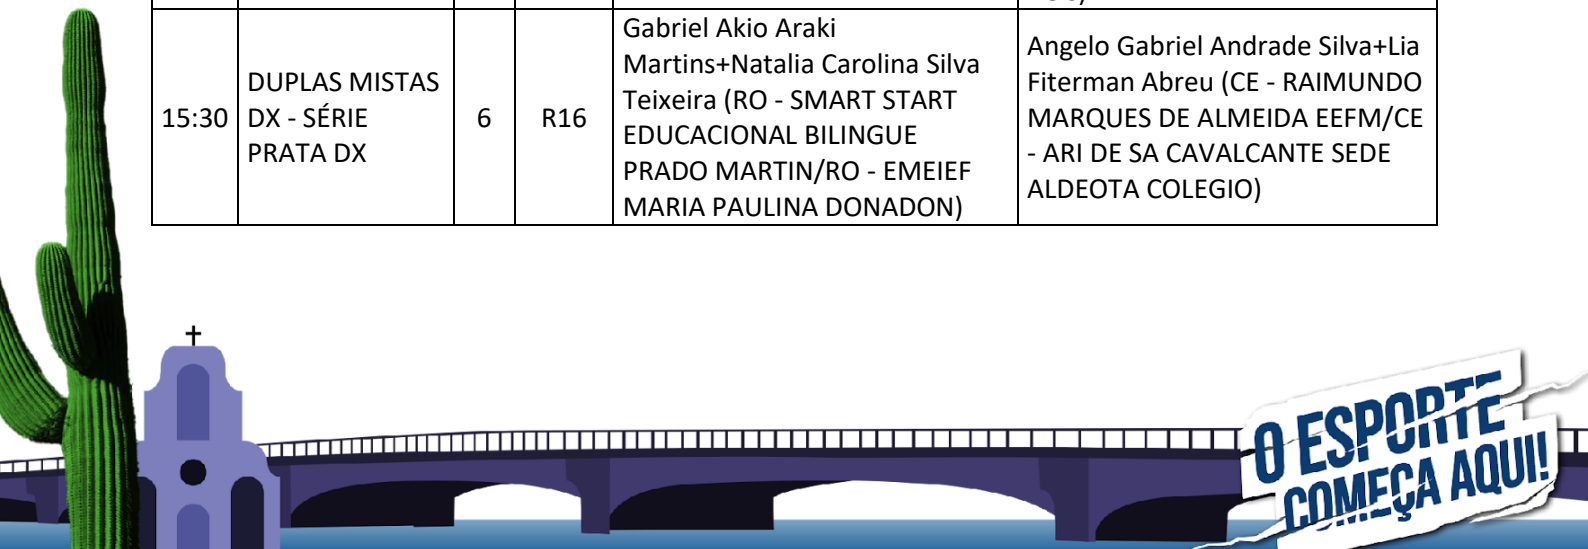 15:30
DUPLAS MISTAS
DX - SÉRIE
PRATA DX
6
R16
Gabriel Akio Araki
Martins+Natalia Carolina Silva
Teixeira (RO - SMART START
EDUCACIONAL BILINGUE
PRADO MARTIN/RO - EMEIEF
MARIA PAULINA DONADON)
Angelo Gabriel Andrade Silva+Lia
Fiterman Abreu (CE - RAIMUNDO
MARQUES DE ALMEIDA EEFM/CE
- ARI DE SA CAVALCANTE SEDE
ALDEOTA COLEGIO)
O ESPORTE
COMEÇA AQUI!